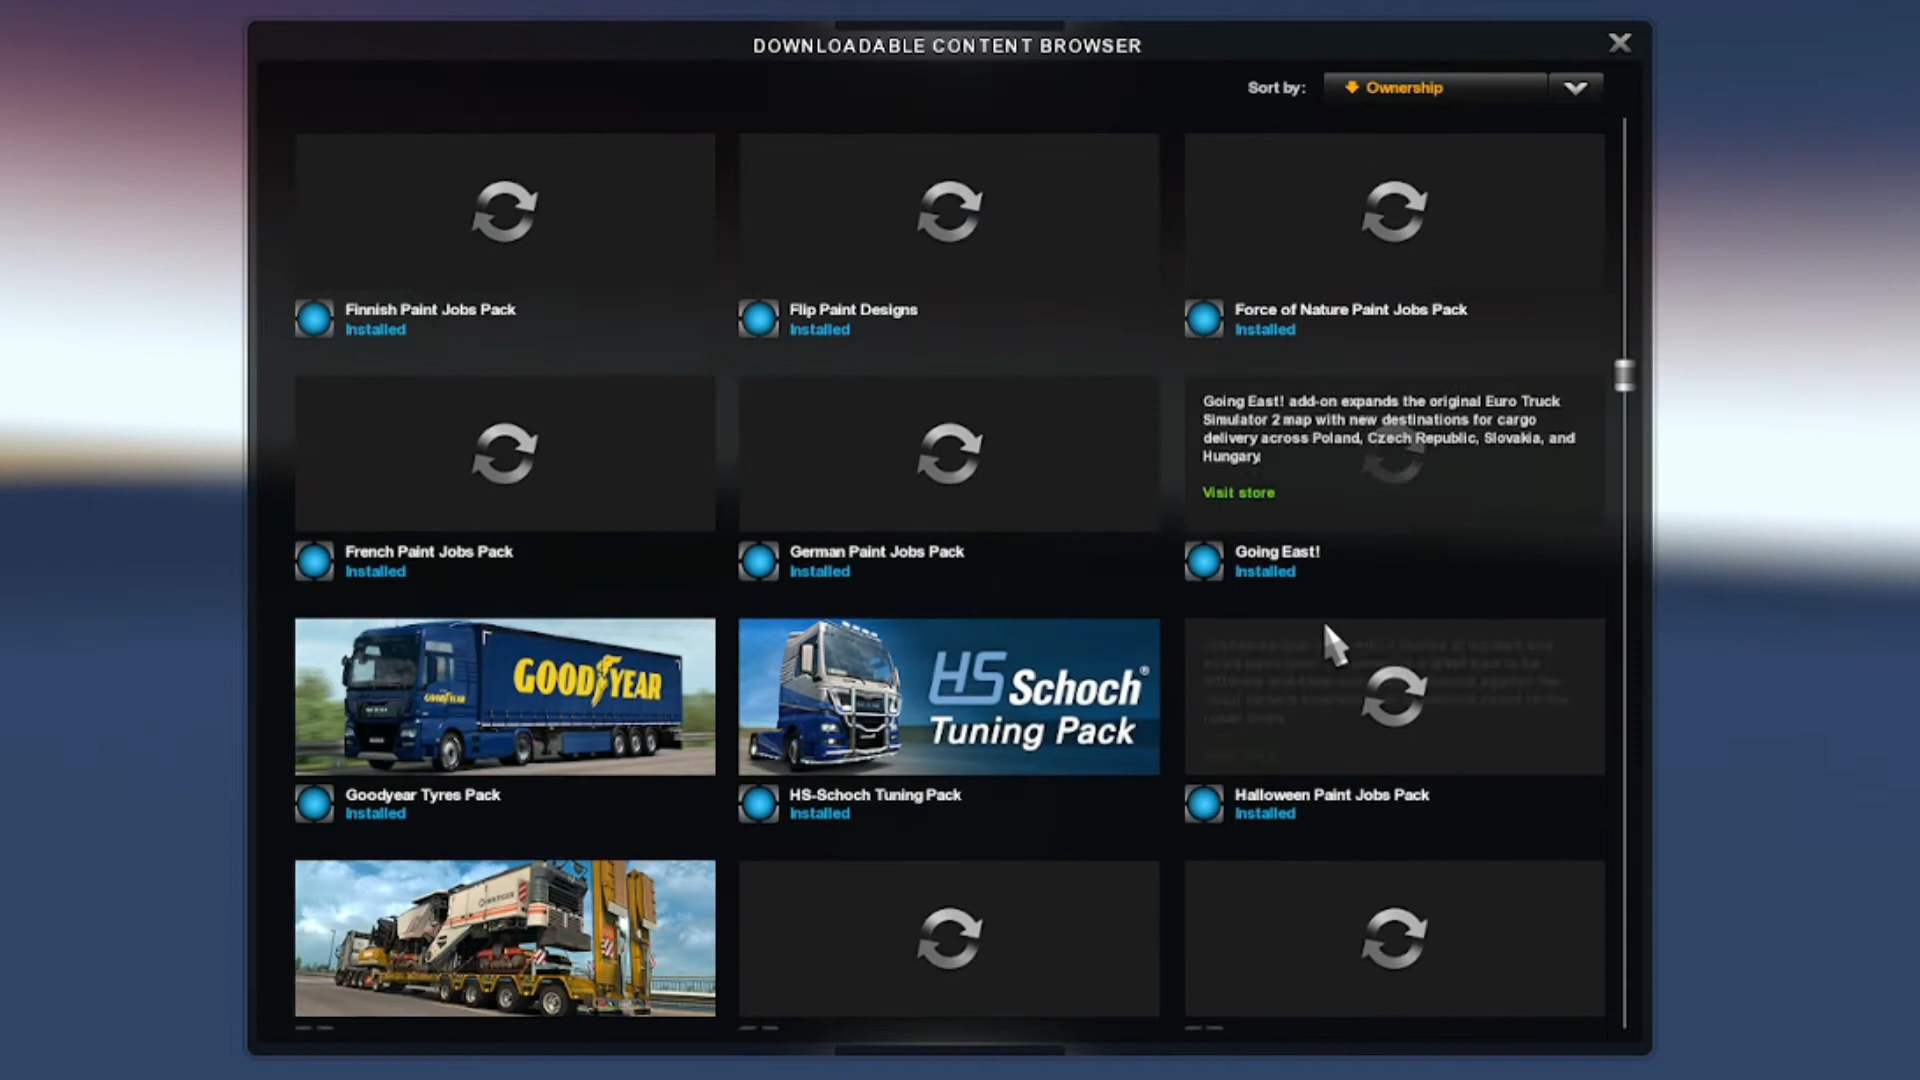 DOWNLOADABLE CONTENT BROWSER
Sort by:
Ownership
Finnish Paint Jobs Pack
Installed
Flip Paint Designs
Installed
Force of Nature Paint Jobs Pack
Installed
French Paint Jobs Pack
Installed
German Paint Jobs Pack
Installed
Going East! add-on expands the original Euro Truck
Simulator 2 map with new destinations for cargo
delivery across Poland, Czech Republic, Slovakia, and
Hungary.
Visit store
Going East!
Installed
GOODYEAR
GOODYEAR
Goodyear Tyres Pack
Installed
HS Schoch®
Tuning Pack
HS-Schoch Tuning Pack
Installed
Halloween Paint Jobs Pack
Installed